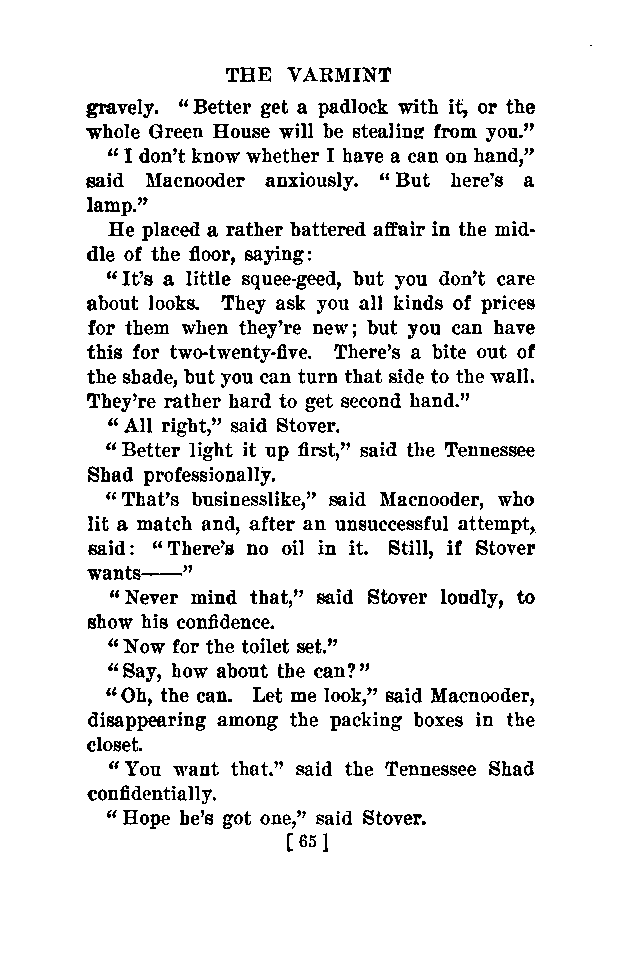 THE VARMINT
gravely. "Better get a padlock with it, or the
whole Green House will be stealing from you."
"I don't know whether I have a can on hand,"
said Macnooder anxiously. "But here's a
lamp."
He placed a rather battered affair in the mid-
dle of the floor, saying:
"It's a little squee-geed, but you don't care
about looks. They ask you all kinds of prices
for them when they're new; but you can have
this for two-twenty-five. There's a bite out of
the shade, but you can turn that side to the wall.
They're rather hard to get second hand."
"All right," said Stover.
"Better light it up first," said the Tennessee
Shad professionally.
"That's businesslike," said Macnooder, who
lit a match and, after an unsuccessful attempt,
said: "There's no oil in it. Still, if Stover
wants——"
"Never mind that," said Stover loudly, to
show his confidence.
"Now for the toilet set."
"Say, how about the can?"
"Oh, the can. Let me look," said Macnooder,
disappearing among the packing boxes in the
closet.
"You want that." said the Tennessee Shad
confidentially.
"Hope he's got one," said Stover.
[65]